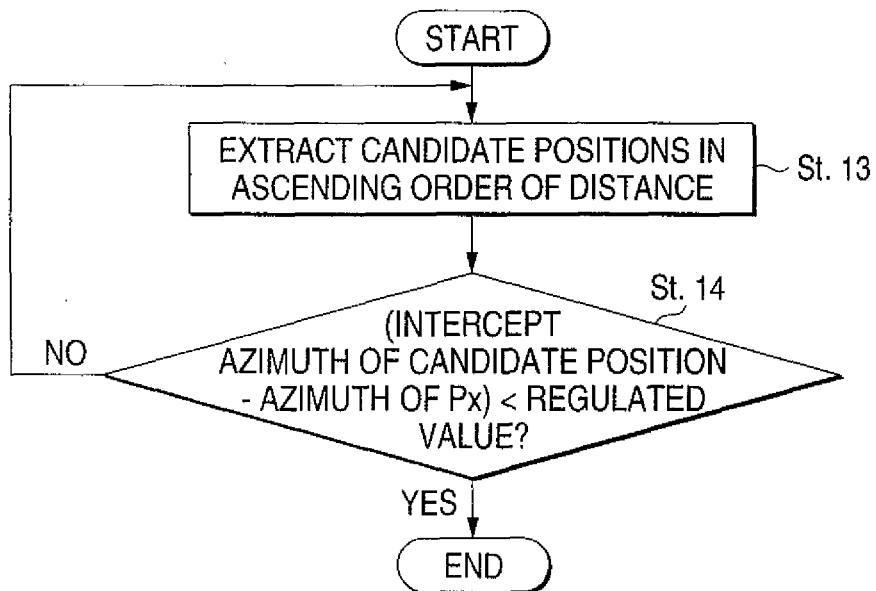 START
EXTRACT CANDIDATE POSITIONS IN
ASCENDING ORDER OF DISTANCE
St. 13
St. 14
(INTERCEPT
AZIMUTH OF CANDIDATE POSITION
- AZIMUTH OF Px) < REGULATED
VALUE?
NO
YES
END